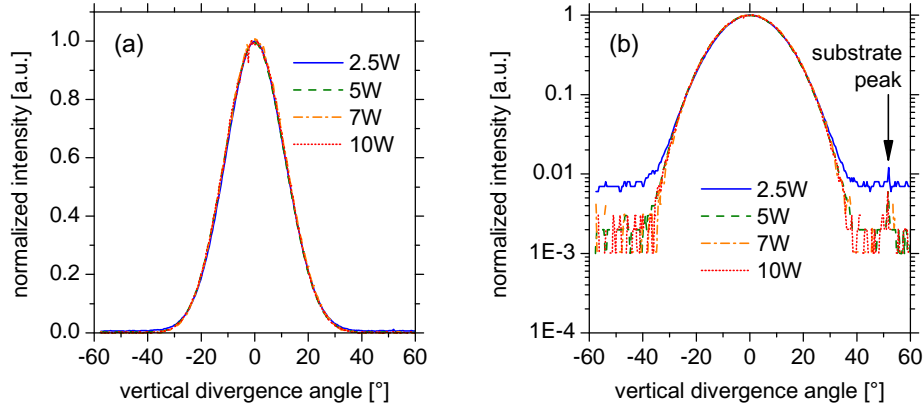 (a)
1.0
0.8
0.6
0.4
0.2
0.0
-60 -40 -20 0 20 40 60
normalized intensity [a.u.]
vertical divergence angle [°]
2.5W
5W
7W
10W
(b)
1
0.1
0.01
1E-3
1E-4
-60 -40 -20 0 20 40 60
normalized intensity [a.u.]
vertical divergence angle [°]
substrate
peak
2.5W
5W
7W
10W